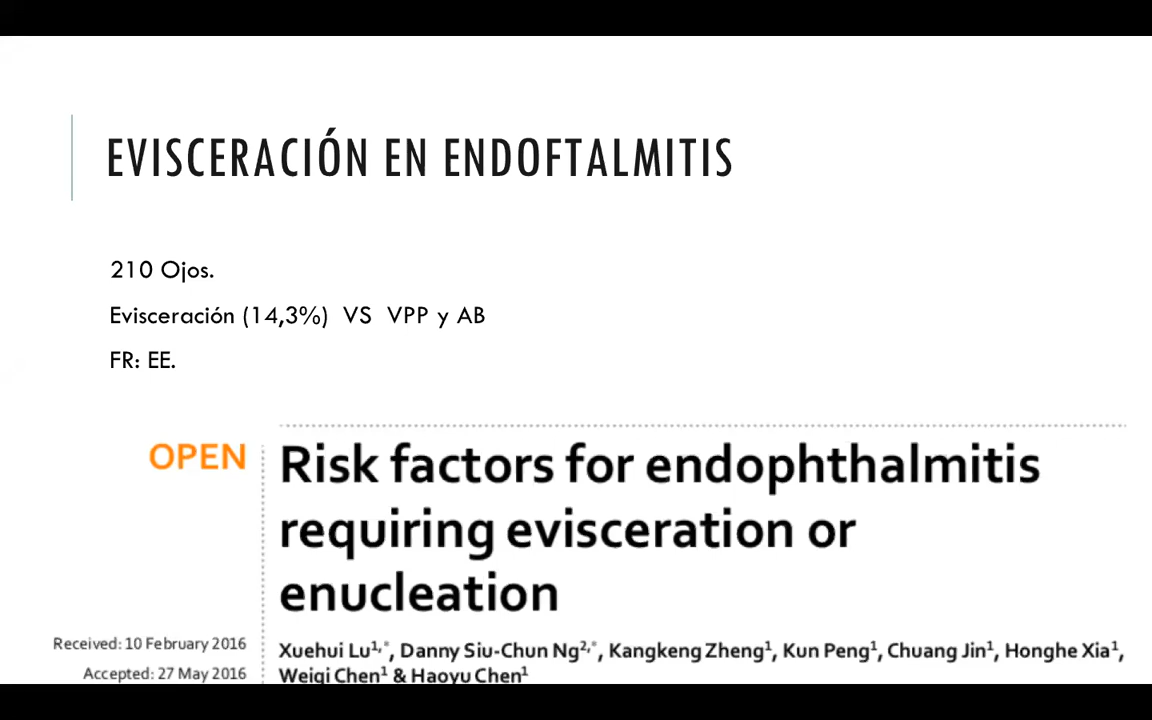 EVISCERACIÓN EN ENDOFTALMITIS
210 Ojos.
Evisceración (14,3%) VS VPP y AB
FR: EE.
OPEN
Risk factors for endophthalmitis
requiring evisceration or
enucleation
Received: 10 February 2016
Accepted: 27 May 2016
Xuehui Lu1,*, Danny Siu-Chun Ng2,*, Kangkeng Zheng1, Kun Peng1, Chuang Jin1, Honghe Xia1,
Weiqi Chen1 & Haoyu Chen1